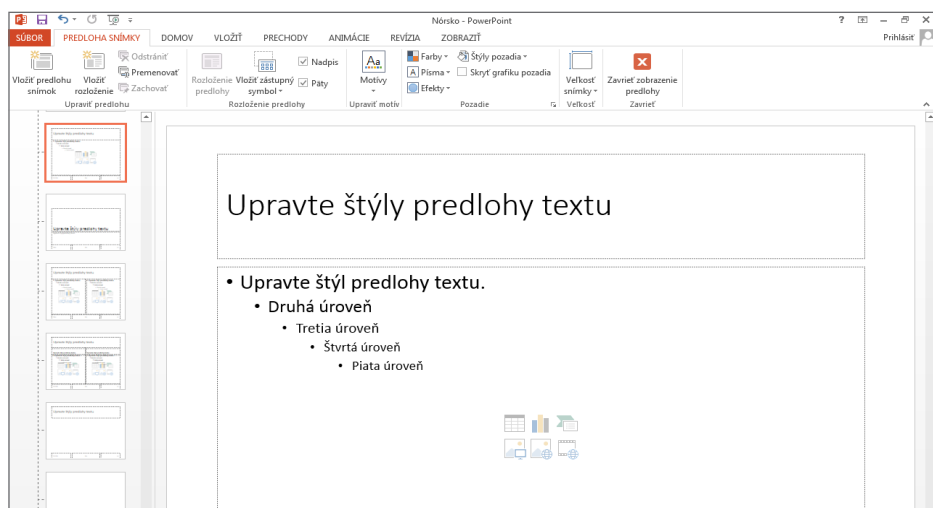 Nórsko - PowerPoint
Prihlásiť
SÚBOR PREDLOHA SNÍMKY DOMOV VLOŽIŤ PRECHODY ANIMÁCIE REVÍZIA ZOBRAZIŤ
Vložiť predlohu snímok
Vložiť rozloženie
Odstrániť
Premenovať
Zachovať
Upraviť predlohu
Rozloženie predlohy
Vložiť zástupný symbol
Nadpis
Päty
Rozloženie predlohy
Aa
Motívy
Upraviť motív
Farby
Písma
Efekty
Štýly pozadia
Skryť grafiku pozadia
Pozadie
Veľkosť snímky
Veľkosť
Zavrieť zobrazenie predlohy
Zavrieť
Upravte štýly predlohy textu
• Upravte štýl predlohy textu.
• Druhá úroveň
• Tretia úroveň
• Štvrtá úroveň
• Piata úroveň